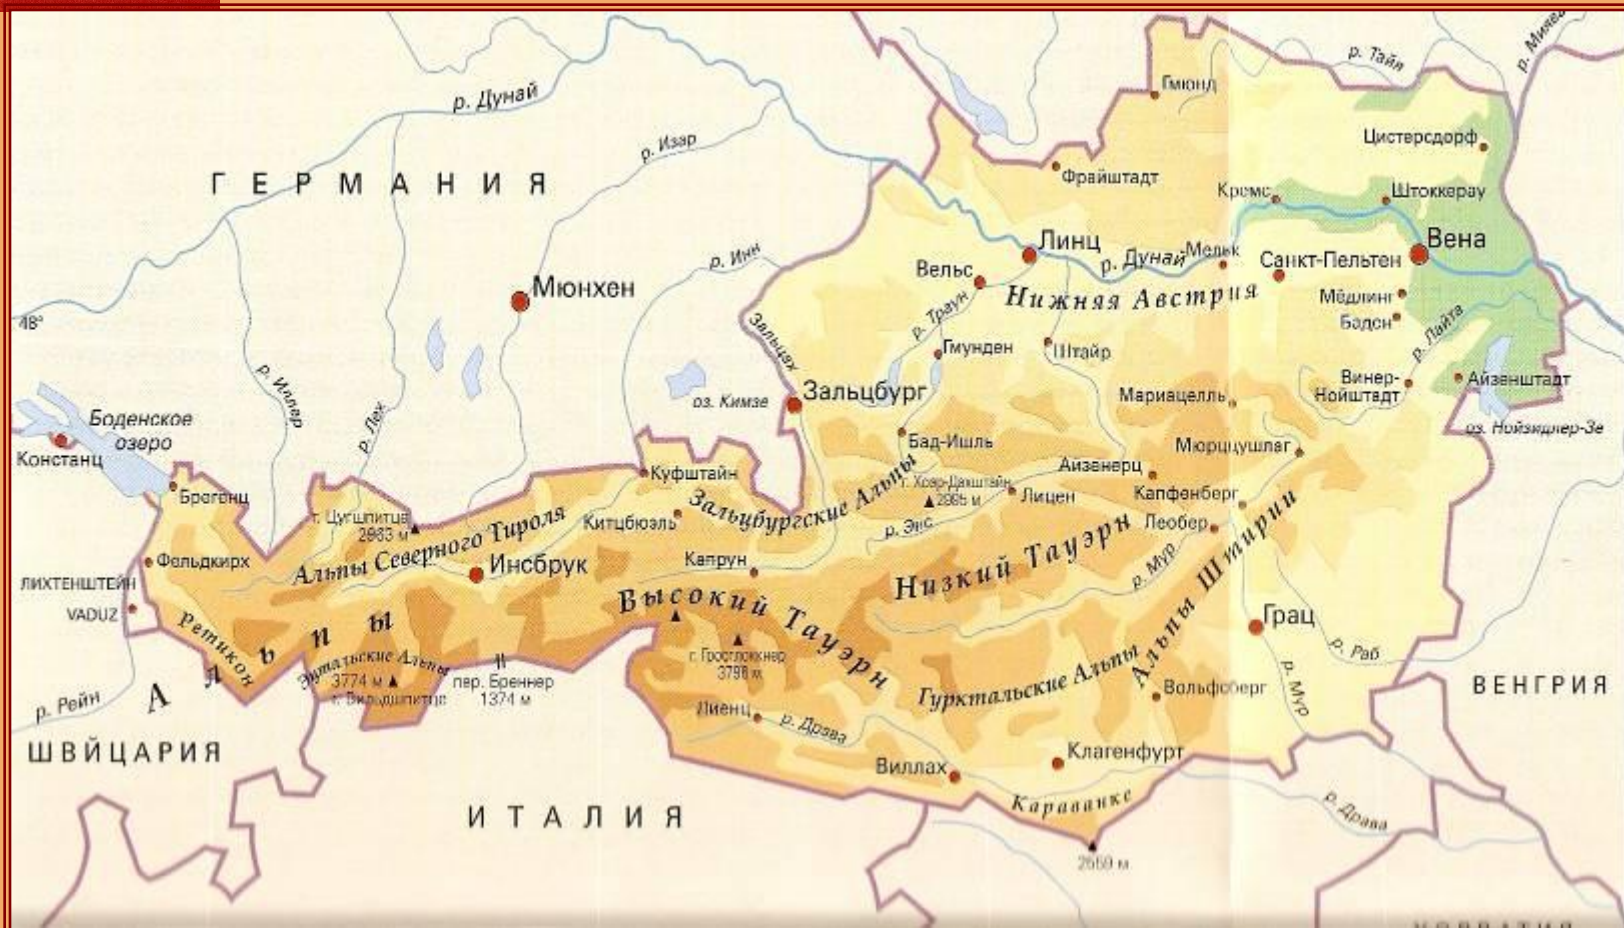 р. Дунай
р. Тайя
Гмюнд
Цистерсдорф
р. Изар
ГЕРМАНИЯ
Фрайштадт
Кремс
Штоккерау
Линц
Вена
р. Инн
р. Дунай
Мельк
Санкт-Пельтен
Вельс
Мюнхен
Нижняя Австрия
Мёдлинг
48°
р. Траун
Баден
р. Лайта
Зальцах
Гмунден
Штайр
р. Иллер
Винер-
Нойштадт
Айзенштадт
Зальцбург
Мариацелль
оз. Кимзе
Боденское
озеро
р. Лех
оз. Нойзидлер-Зе
Констанц
Бад-Ишль
Мюрццушлаг
Куфштайн
Айзенерц
Брегенц
г. Хоэр-Дахштайн
2995 м
Лицен
Капфенберг
Зальцбургские Альпы
г. Цугшпитце
2963 м
Китцбюэль
р. Энс
Леобен
Альпы Северного Тироля
Фельдкирх
Инсбрук
Капрун
Низкий Тауэрн
р. Мур
Альпы Штирии
ЛИХТЕНШТЕЙН
VADUZ
Высокий Тауэрн
Грац
Ретикон
Альпы
р. Раб
г. Гросглокнер
3798 м
Эцтальские Альпы
3774 м
г. Вильдшпитце
пер. Бреннер
1374 м
Гурктальские Альпы
Вольфсберг
р. Мур
ВЕНГРИЯ
р. Рейн
Лиенц
р. Драва
ШВЙЦАРИЯ
Клагенфурт
Виллах
Караванке
р. Драва
ИТАЛИЯ
2559 м